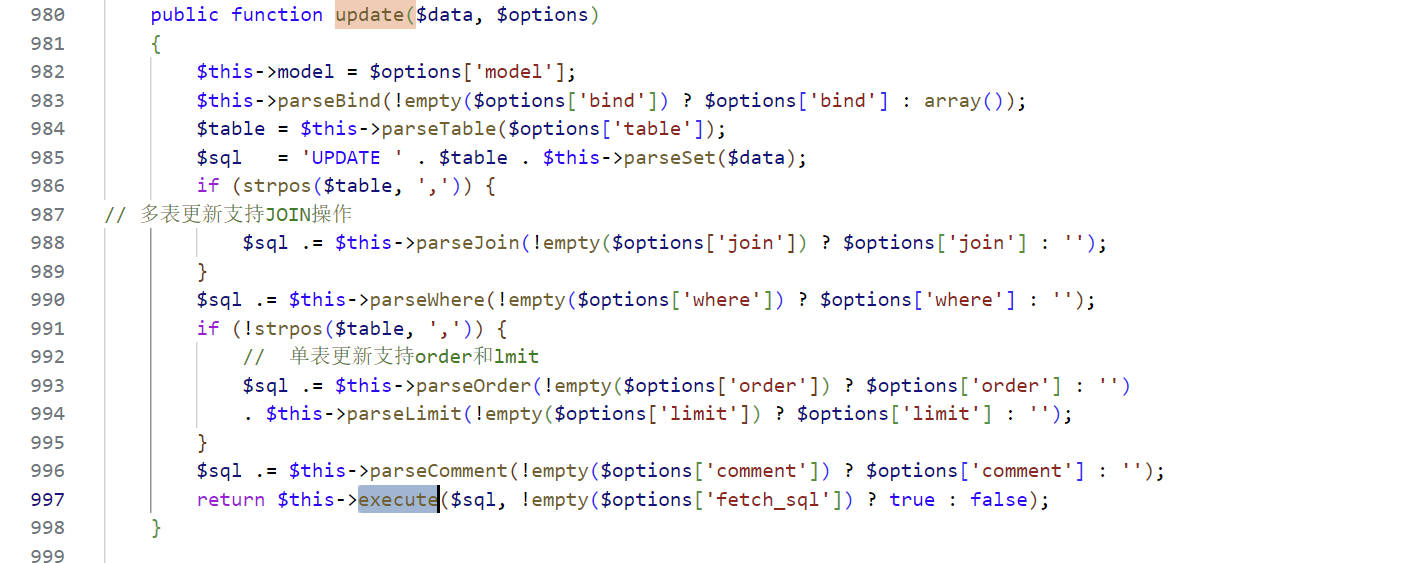 980 public function update($data, $options)
981 {
982 $this->model = $options['model'];
983 $this->parseBind(!empty($options['bind']) ? $options['bind'] : array());
984 $table = $this->parseTable($options['table']);
985 $sql   = 'UPDATE ' . $table . $this->parseSet($data);
986 if (strpos($table, ',')) {
987 // 多表更新支持JOIN操作
988 $sql .= $this->parseJoin(!empty($options['join']) ? $options['join'] : '');
989 }
990 $sql .= $this->parseWhere(!empty($options['where']) ? $options['where'] : '');
991 if (!strpos($table, ',')) {
992 //  单表更新支持order和lmit
993 $sql .= $this->parseOrder(!empty($options['order']) ? $options['order'] : '')
994 . $this->parseLimit(!empty($options['limit']) ? $options['limit'] : '');
995 }
996 $sql .= $this->parseComment(!empty($options['comment']) ? $options['comment'] : '');
997 return $this->execute($sql, !empty($options['fetch_sql']) ? true : false);
998 }
999